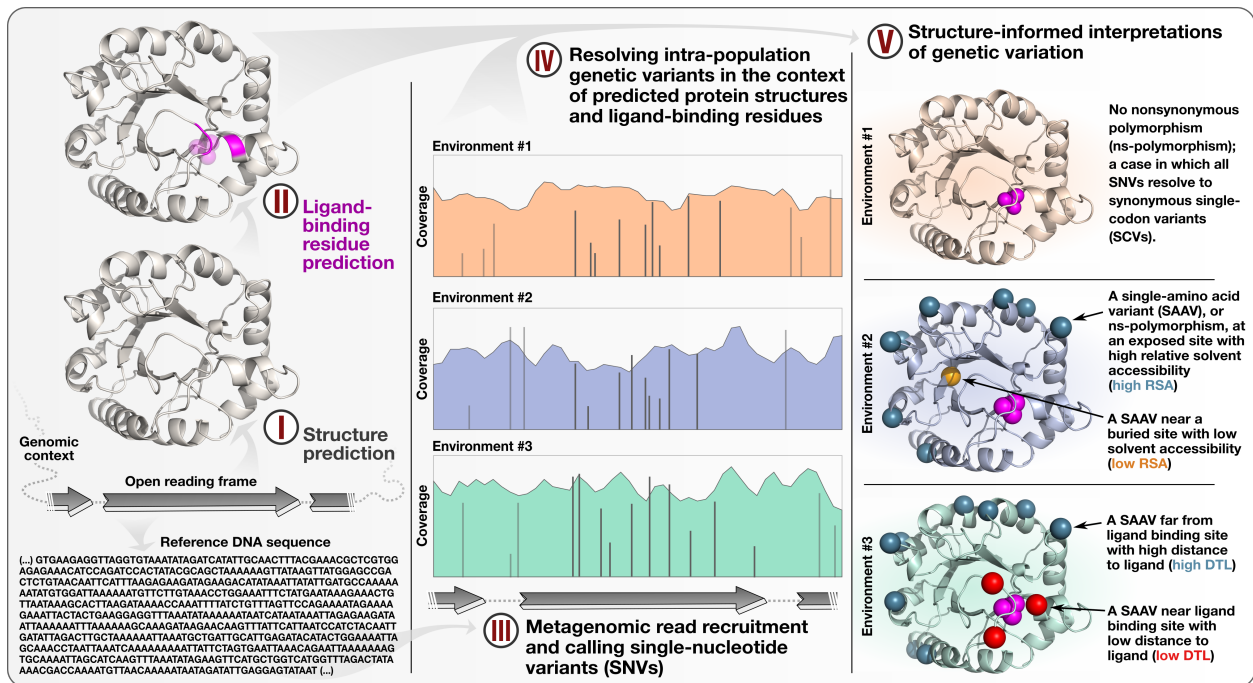 II
Ligand-
binding
residue
prediction
I
Structure
prediction
Genomic
context
Open reading frame
Reference DNA sequence
(...) GTGAAGAGGTTAGGTGTAAATATAGATCATATTGCAACTTTACGAAACGCTCGTGG
AGAGAAACATCCAGATCCACTATACGCAGCTAAAAAAGTTATAAGTTATGGAGCCGA
CTCTGTAACAATTCATTTAAGAGAAGATAGAAGACATATAAATTATATTGATGCCAAAAA
AATATGTGGATTAAAAAATGTTCTTGTAAACCTGGAAATTTCTATGAATAAAGAAACTG
TTAATAAAGCACTTAAGATAAAACCAAATTTTATCTGTTTAGTTCCAGAAAATAGAAAA
GAAATTACTACTGAAGGAGGTTTAAATATAAAAAATAATCATAATAAATTAGAGAAGATA
ATTAAAAATTTAAAAAGCAAAGATAAGAACAAGTTTATTCATTAATCCATCTACAATT
GATATTAGACTTGCTAAAAAATTAAATGCTGATTGCATTGAGATACATACTGGAAAATTA
GCAAACCTAATTAAATCAAAAAAAAATTATTCTAGTGAATTAAACAGAATTAAAAAAAG
TGCAAAATTAGCATCAAGTTTAAATATAGAAGTTCATGCTGGTCATGGTTTAGACTATA
AAACGACCAAAATGTTAACAAAAATAATAGATATTGAGGAGTATAAT (...)
IV
Resolving intra-population
genetic variants in the context
of predicted protein structures
and ligand-binding residues
Environment #1
Coverage
Environment #2
Coverage
Environment #3
Coverage
III
Metagenomic read recruitment
and calling single-nucleotide
variants (SNVs)
V
Structure-informed interpretations
of genetic variation
Environment #1
No nonsynonymous
polymorphism
(ns-polymorphism);
a case in which all
SNVs resolve to
synonymous single-
codon variants
(SCVs).
Environment #2
A single-amino acid
variant (SAAV), or
ns-polymorphism, at
an exposed site with
high relative solvent
accessibility
(high RSA)
A SAAV near a
buried site with low
solvent accessibility
(low RSA)
Environment #3
A SAAV far from
ligand binding site
with high distance
to ligand (high DTL)
A SAAV near ligand
binding site with
low distance to
ligand (low DTL)